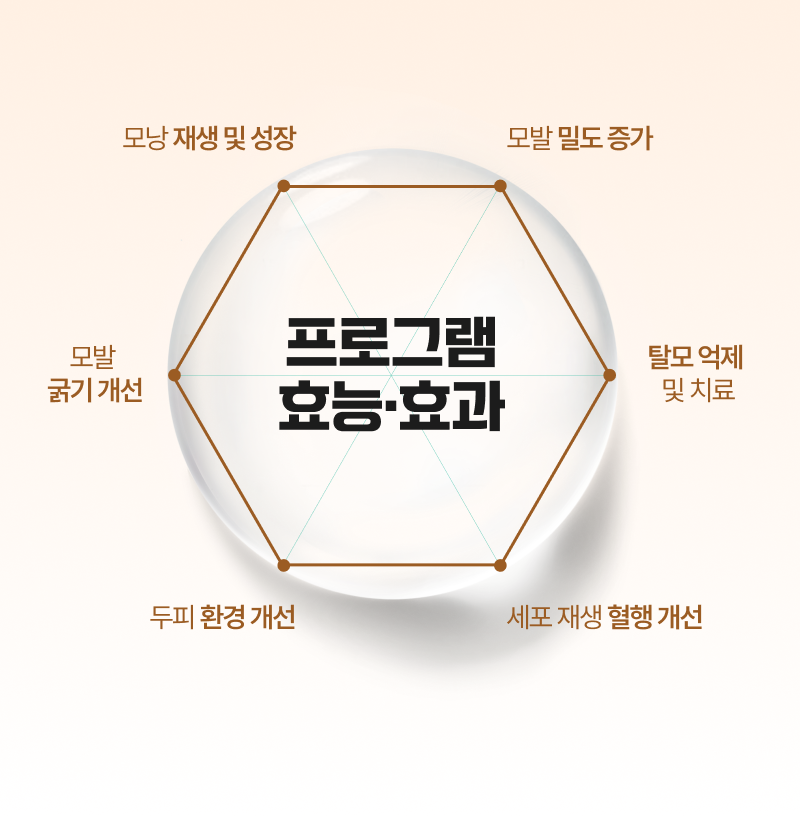 모낭 재생 및 성장
모발 밀도 증가
프로그램
효능·효과
모발
굵기 개선
탈모 억제
및 치료
두피 환경 개선
세포 재생 혈행 개선